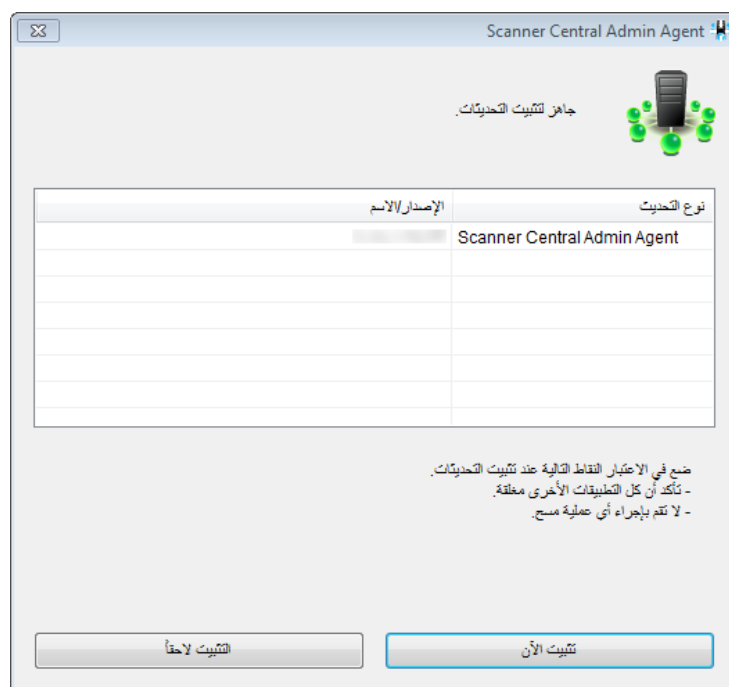 Scanner Central Admin Agent
جاهز لتثبيت التحديثات.
نوع التحديث	الإصدار/الاسم
Scanner Central Admin Agent
ضع في الاعتبار النقاط التالية عند تثبيت التحديثات.
- تأكد أن كل التطبيقات الأخرى مغلقة.
- لا تقم بإجراء أي عملية مسح.
تثبيت الآن	التثبيت لاحقاً